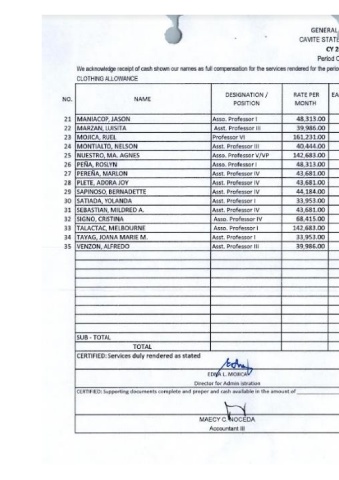 GENERAL
CAVITE STATE
CY 2
Period C
We acknowledge receipt of cash shown our names as full compensation for the services rendered for the perio
CLOTHING ALLOWANCE
NO. NAME DESIGNATION / POSITION RATE PER MONTH EA
21 MANIACOP, JASON Asso. Professor I 48,313.00
22 MARZAN, LUISITA Asst. Professor III 39,986.00
23 MOJICA, RUEL Professor VI 161,231.00
24 MONTIALTO, NELSON Asst. Professor III 40,444.00
25 NUESTRO, MA. AGNES Asso. Professor V/VP 142,683.00
26 PEÑA, ROSLYN Asso. Professor I 48,313.00
27 PEREÑA, MARLON Asst. Professor IV 43,681.00
28 PLETE, ADORA JOY Asst. Professor IV 43,681.00
29 SAPINOSO, BERNADETTE Asst. Professor IV 44,184.00
30 SATIADA, YOLANDA Asst. Professor I 33,953.00
31 SEBASTIAN, MILDRED A. Asst. Professor IV 43,681.00
32 SIGNO, CRISTINA Asso. Professor IV 68,415.00
33 TALACTAC, MELBOURNE Asso. Professor I 142,683.00
34 TAYAG, JOANA MARIE M. Asst. Professor I 33,953.00
35 VENZON, ALFREDO Asst. Professor III 39,986.00
SUB - TOTAL
TOTAL
CERTIFIED: Services duly rendered as stated
EDNA L. MOJICA
Director for Admin istration
CERTIFIED: Supporting documents complete and proper and cash available in the amount of
MAECY C. NOCEDA
Accountant III